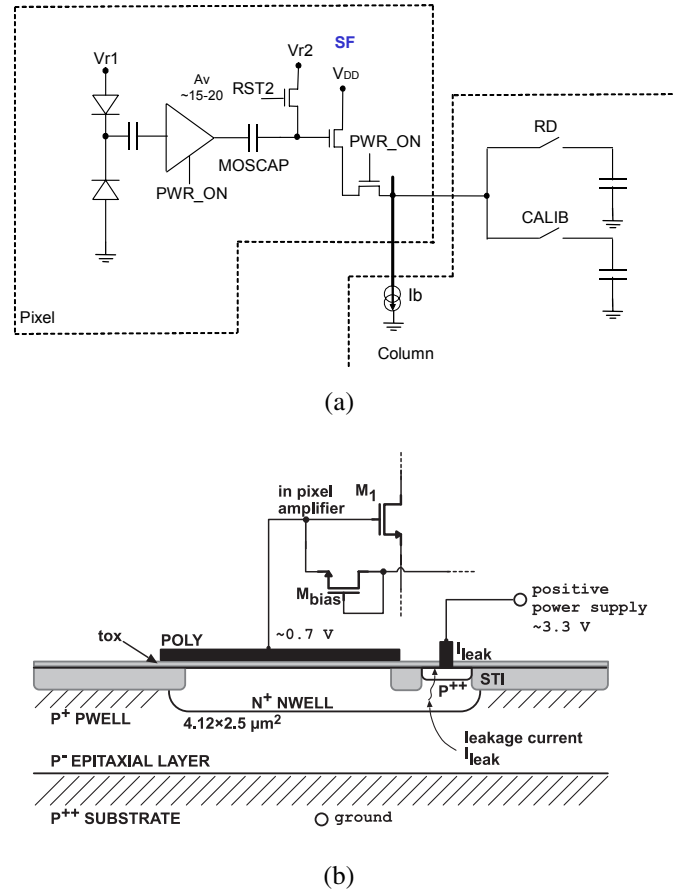 Vr1
Av
~15-20
Vr2
SF
RST2
VDD
MOSCAP
PWR_ON
PWR_ON
RD
CALIB
Ib
Pixel
Column
(a)
in pixel
amplifier
M1
Mbias
~0.7 V
positive
power supply
~3.3 V
tox
POLY
Ileak
P++
STI
N+ NWELL
P+ PWELL
4.12×2.5 μm2
leakage current
Ileak
P- EPITAXIAL LAYER
P++ SUBSTRATE
ground
(b)